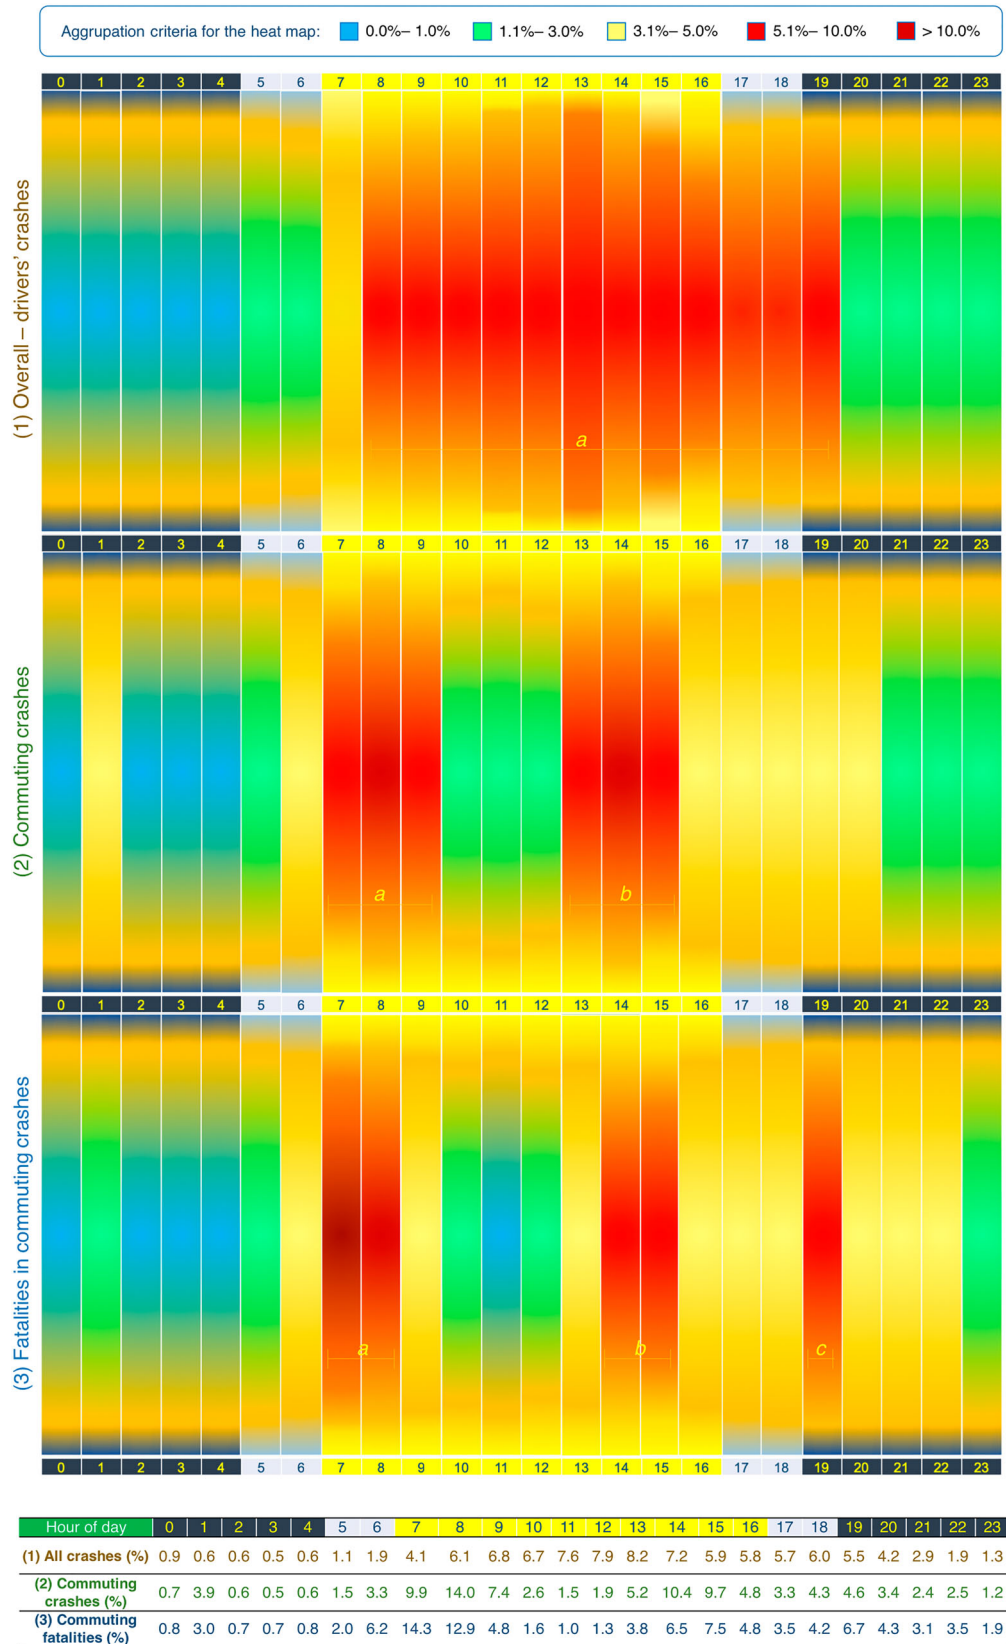 Aggrupation criteria for the heat map: 0.0%– 1.0% 1.1%– 3.0% 3.1%– 5.0% 5.1%– 10.0% > 10.0%
0 1 2 3 4 5 6 7 8 9 10 11 12 13 14 15 16 17 18 19 20 21 22 23
(1) Overall – drivers' crashes
a
0 1 2 3 4 5 6 7 8 9 10 11 12 13 14 15 16 17 18 19 20 21 22 23
(2) Commuting crashes
a b
0 1 2 3 4 5 6 7 8 9 10 11 12 13 14 15 16 17 18 19 20 21 22 23
(3) Fatalities in commuting crashes
a b c
0 1 2 3 4 5 6 7 8 9 10 11 12 13 14 15 16 17 18 19 20 21 22 23
Hour of day 0 1 2 3 4 5 6 7 8 9 10 11 12 13 14 15 16 17 18 19 20 21 22 23
(1) All crashes (%) 0.9 0.6 0.6 0.5 0.6 1.1 1.9 4.1 6.1 6.8 6.7 7.6 7.9 8.2 7.2 5.9 5.8 5.7 6.0 5.5 4.2 2.9 1.9 1.3
(2) Commuting
crashes (%) 0.7 3.9 0.6 0.5 0.6 1.5 3.3 9.9 14.0 7.4 2.6 1.5 1.9 5.2 10.4 9.7 4.8 3.3 4.3 4.6 3.4 2.4 2.5 1.2
(3) Commuting
fatalities (%) 0.8 3.0 0.7 0.7 0.8 2.0 6.2 14.3 12.9 4.8 1.6 1.0 1.3 3.8 6.5 7.5 4.8 3.5 4.2 6.7 4.3 3.1 3.5 1.9